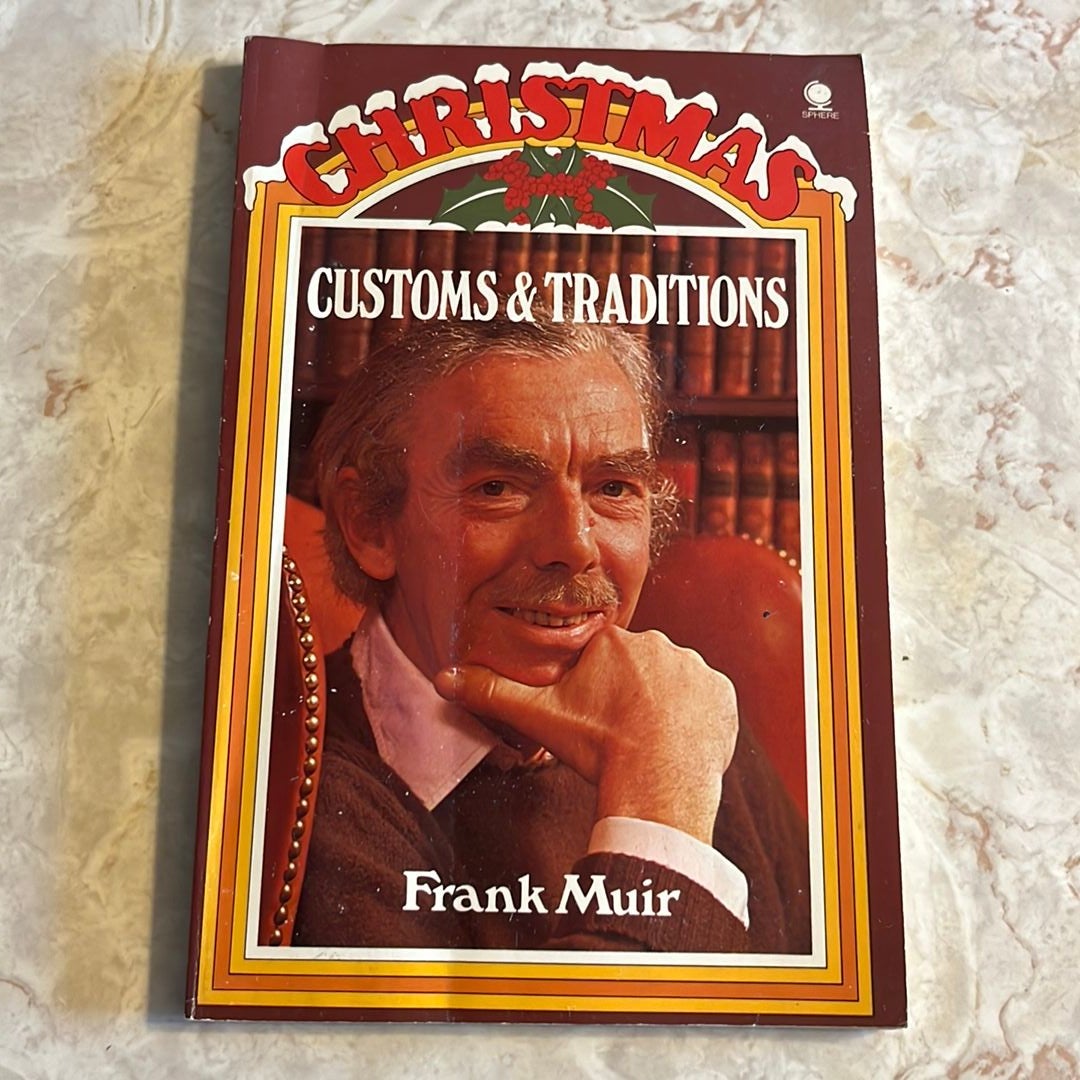 CHRISTMAS
SPHERE
CUSTOMS & TRADITIONS
Frank Muir